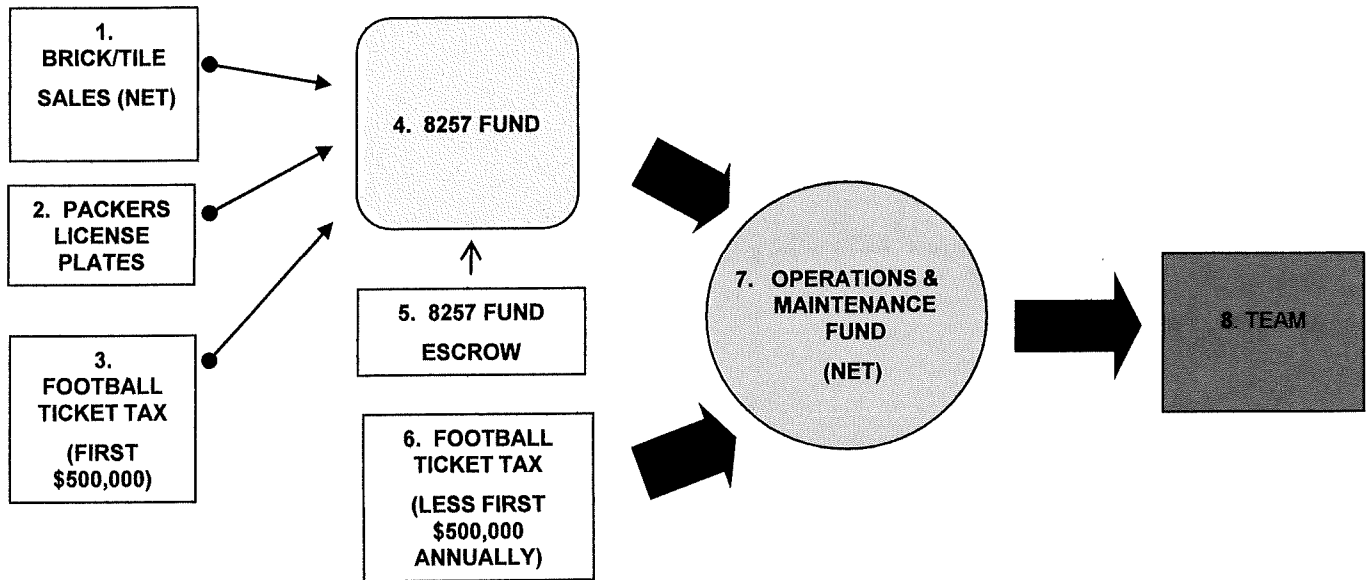 1.
BRICK/TILE
SALES (NET)
2. PACKERS
LICENSE
PLATES
3.
FOOTBALL
TICKET TAX
(FIRST
$500,000)
4. 8257 FUND
5. 8257 FUND
ESCROW
6. FOOTBALL
TICKET TAX
(LESS FIRST
$500,000
ANNUALLY)
7. OPERATIONS &
MAINTENANCE
FUND
(NET)
8. TEAM